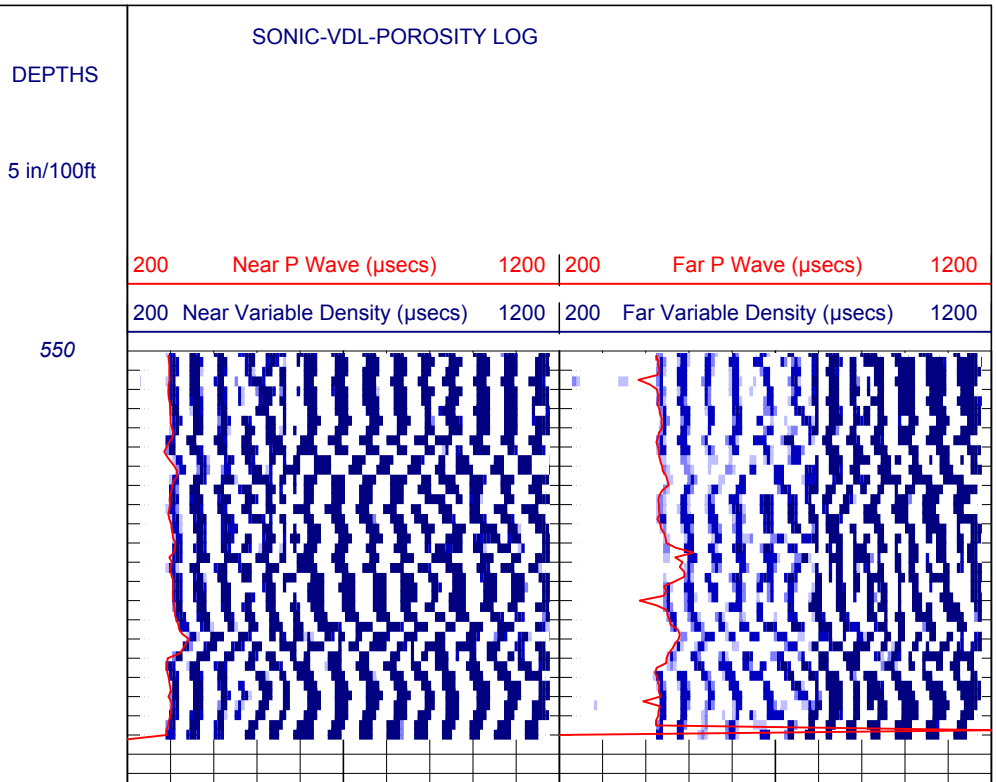 SONIC-VDL-POROSITY LOG
DEPTHS
5 in/100ft
200 Near P Wave (µsecs) 1200 200 Far P Wave (µsecs) 1200
200 Near Variable Density (µsecs) 1200 200 Far Variable Density (µsecs) 1200
550